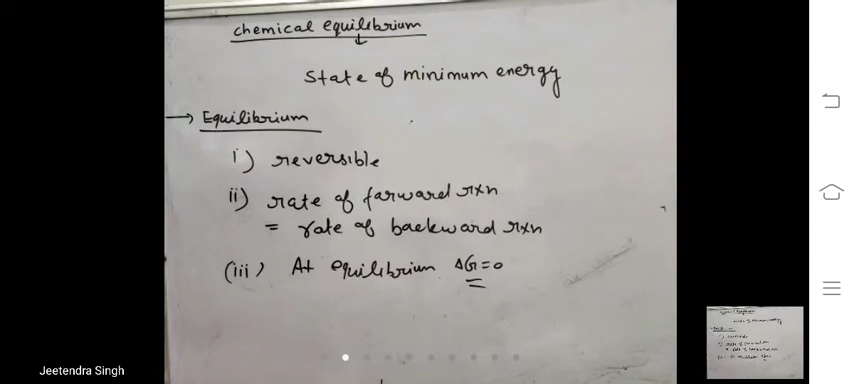 chemical equilibrium
State of minimum energy
→ Equilibrium
i) reversible
ii) rate of farward rxn
= rate of backward rxn
(iii) At equilibrium ΔG=0
Jeetendra Singh